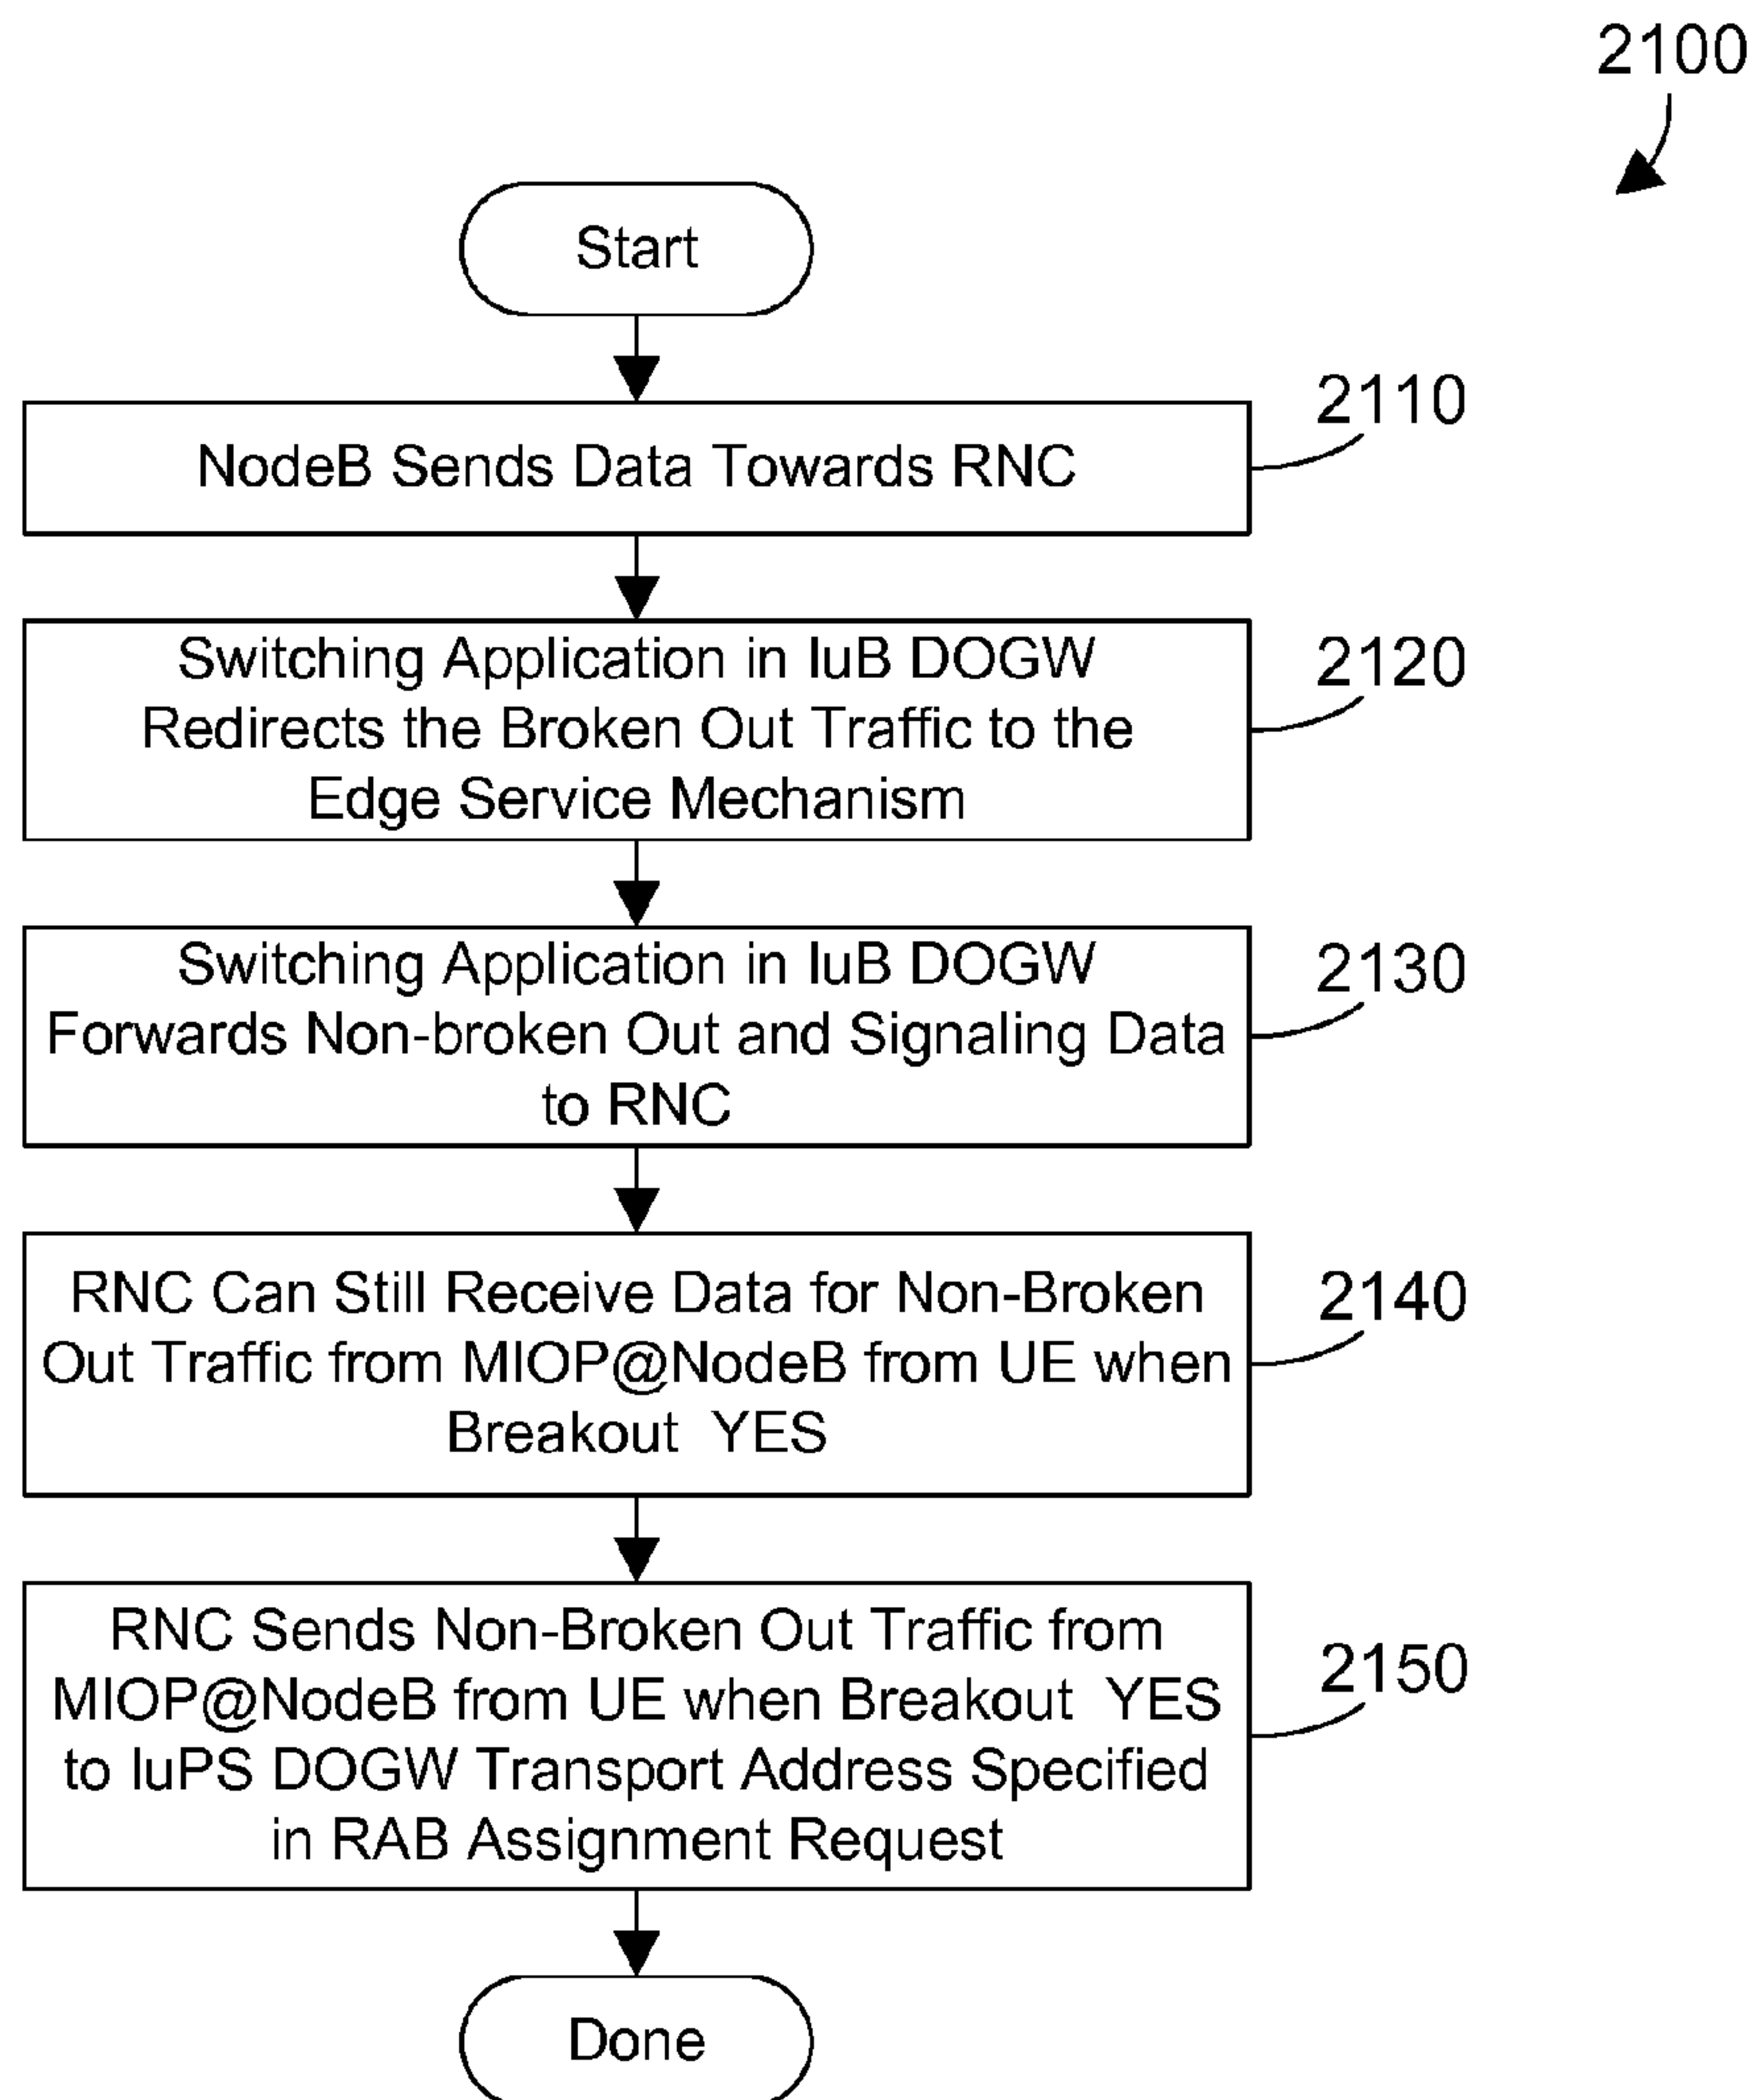 2100
Start
2110
NodeB Sends Data Towards RNC
2120
Switching Application in IuB DOGW
Redirects the Broken Out Traffic to the
Edge Service Mechanism
2130
Switching Application in IuB DOGW
Forwards Non-broken Out and Signaling Data
to RNC
2140
RNC Can Still Receive Data for Non-Broken
Out Traffic from MIOP@NodeB from UE when
Breakout YES
2150
RNC Sends Non-Broken Out Traffic from
MIOP@NodeB from UE when Breakout YES
to IuPS DOGW Transport Address Specified
in RAB Assignment Request
Done